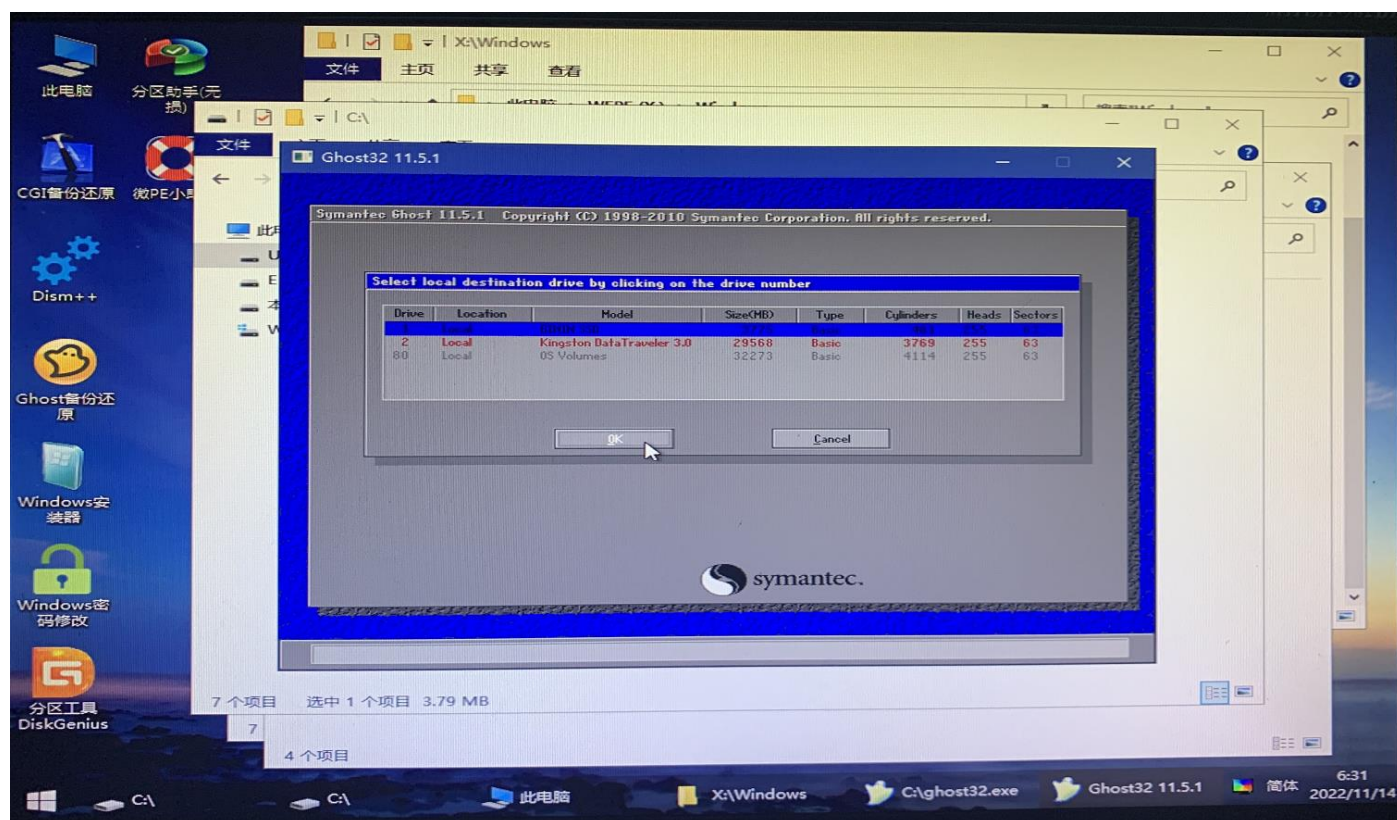 X:\Windows
文件
主页
共享
查看
此电脑
分区助手(元
损)
C:\
文件
Ghost32 11.5.1
CGI备份还原
Symantec Ghost 11.5.1 Copyright (C) 1998-2010 Symantec Corporation. All rights reserved.
Select local destination drive by clicking on the drive number
Drive Location Model Size(MB) Type Cylinders Heads Sectors
2 Local Kingston DataTraveler 3.0 29568 Basic 3769 255 63
80 Local OS Volumes 32273 Basic 4114 255 63
OK
Cancel
Dism++
Ghost备份还
原
Windows安
装器
symantec.
Windows密
码修改
分区工具
DiskGenius
7 个项目 选中 1 个项目 3.79 MB
7
4 个项目
C:\
C:\
此电脑
X:\Windows
C:\ghost32.exe
Ghost32 11.5.1
简体
6:31
2022/11/14